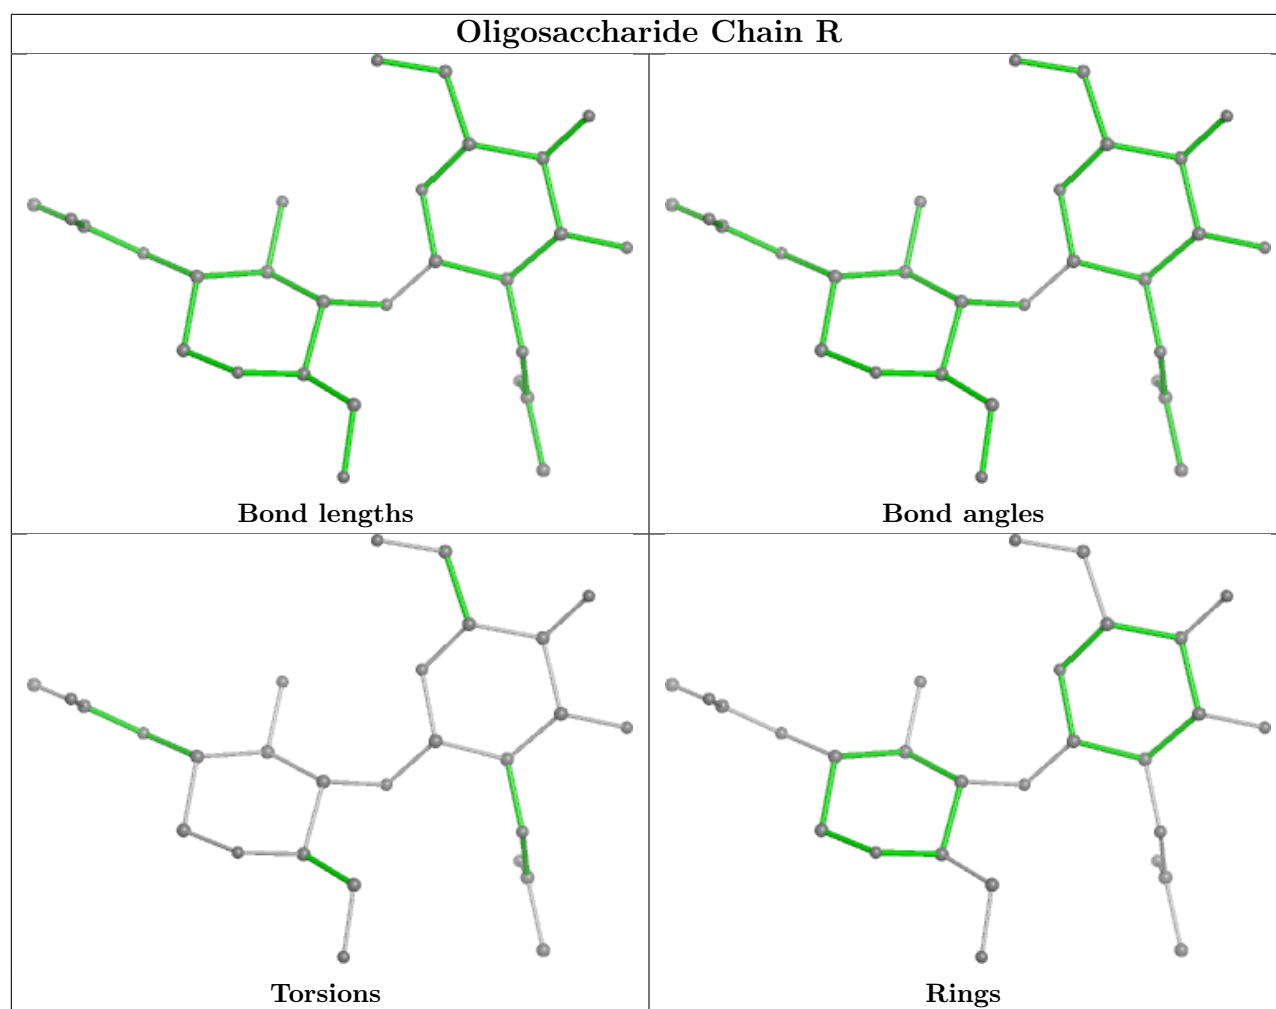 Oligosaccharide Chain R
Bond lengths
Bond angles
Torsions
Rings